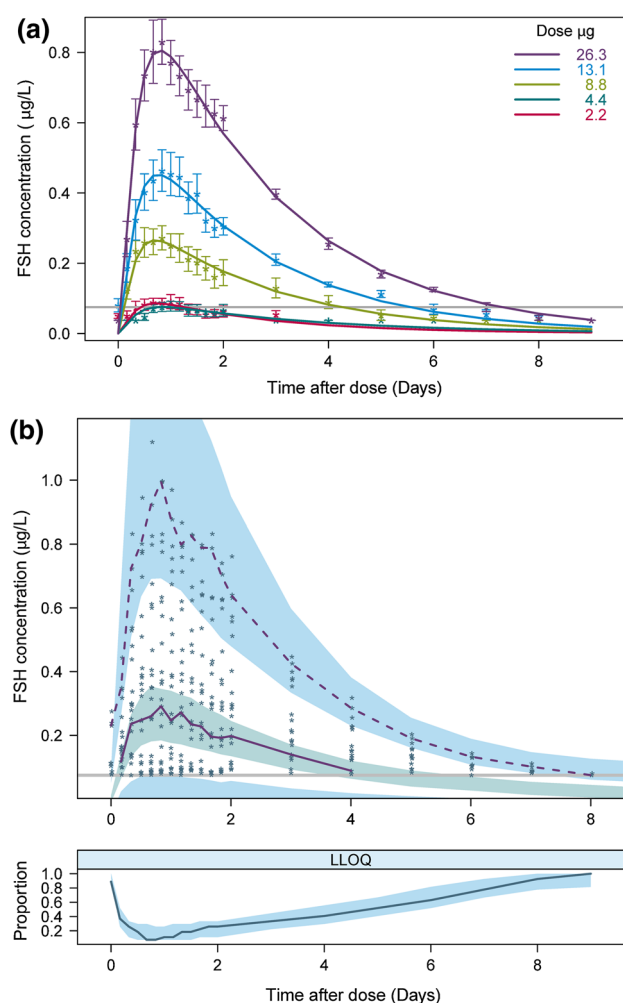 (a)
Dose µg
26.3
13.1
8.8
4.4
2.2
FSH concentration ( µg/L)
0.8
0.6
0.4
0.2
0.0
0 2 4 6 8
Time after dose (Days)
(b)
FSH concentration (µg/L)
1.0
0.8
0.6
0.4
0.2
0 2 4 6 8
LLOQ
Proportion
1.0
0.8
0.6
0.4
0.2
0 2 4 6 8
Time after dose (Days)